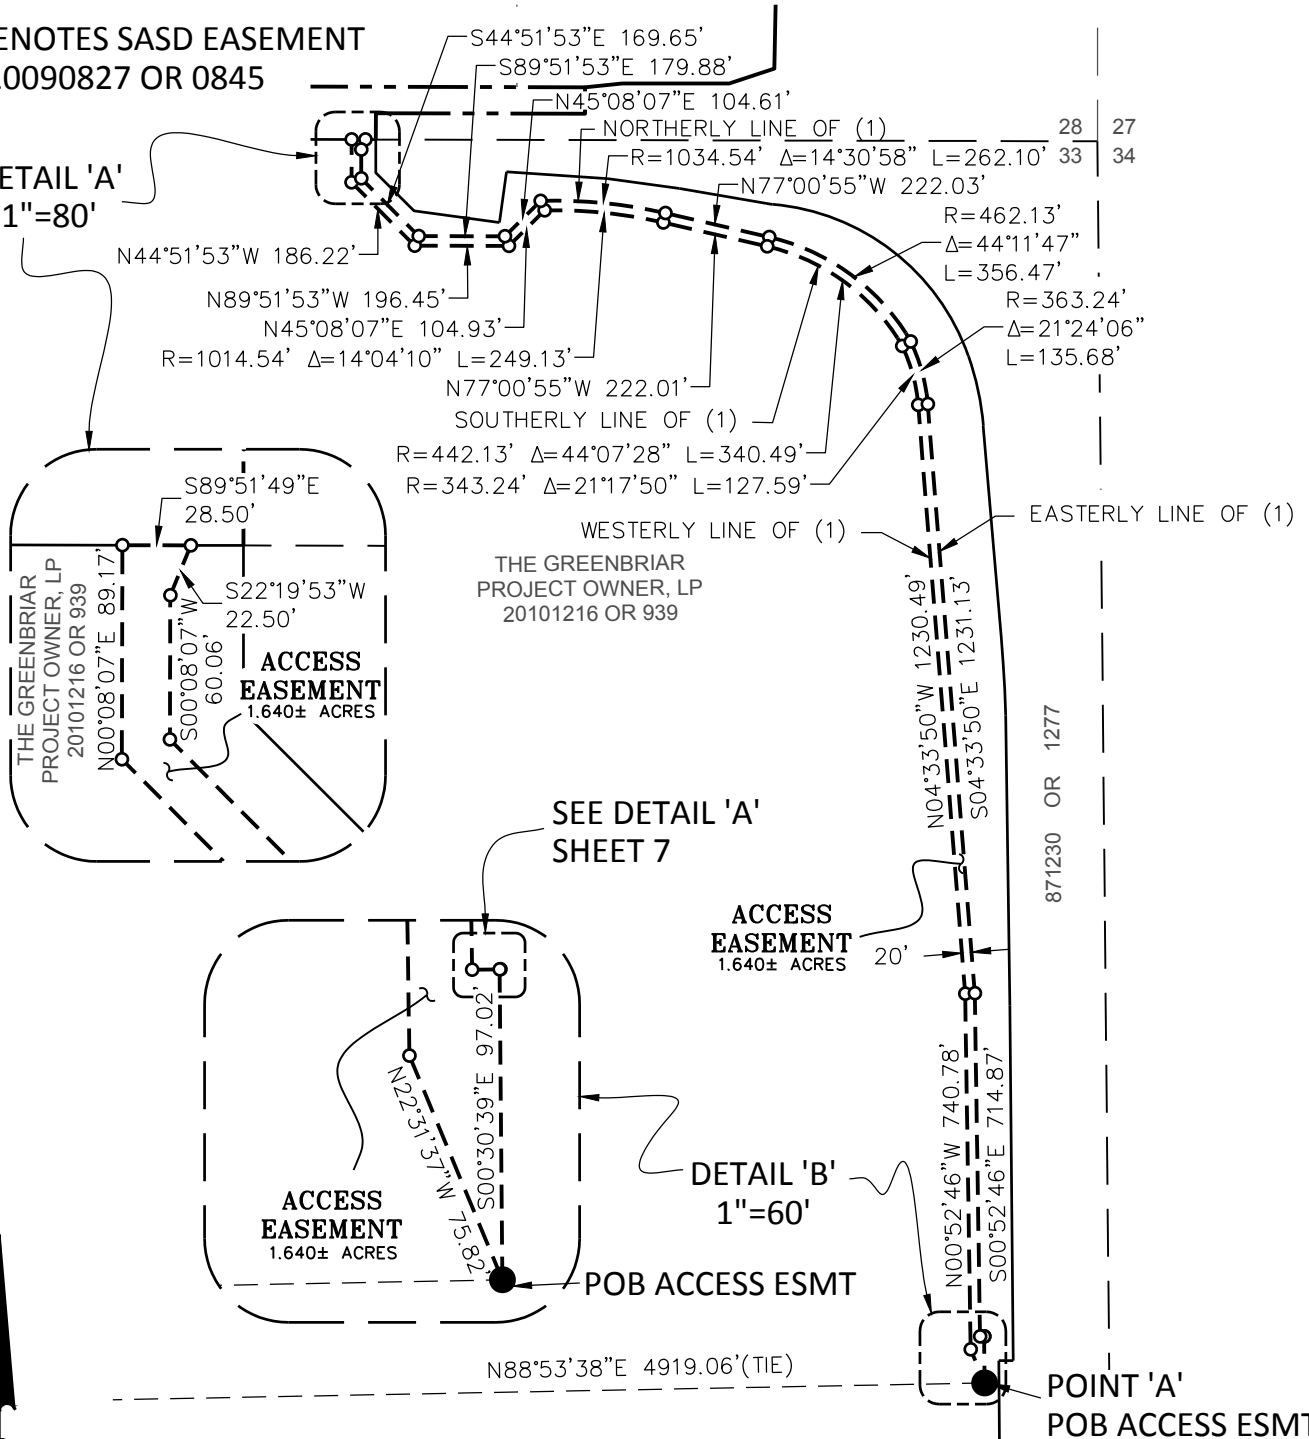 ENOTES SASD EASEMENT
0090827 OR 0845
S44°51'53"E 169.65'
S89°51'53"E 179.88'
N45°08'07"E 104.61'
NORTHERLY LINE OF (1)
R=1034.54' Δ=14°30'58" L=262.10'
28 27
33 34
ETAIL 'A'
1"=80'
N77°00'55"W 222.03'
R=462.13'
Δ=44°11'47"
L=356.47'
N44°51'53"W 186.22'
N89°51'53"W 196.45'
R=363.24'
Δ=21°24'06"
L=135.68'
N45°08'07"E 104.93'
R=1014.54' Δ=14°04'10" L=249.13'
N77°00'55"W 222.01'
SOUTHERLY LINE OF (1)
R=442.13' Δ=44°07'28" L=340.49'
R=343.24' Δ=21°17'50" L=127.59'
WESTERLY LINE OF (1)
EASTERLY LINE OF (1)
S89°51'49"E
28.50'
THE GREENBRIAR
PROJECT OWNER, LP
20101216 OR 939
N00°08'07"E 89.17'
S00°08'07"W
60.06'
S22°19'53"W
22.50'
ACCESS
EASEMENT
1.640± ACRES
THE GREENBRIAR
PROJECT OWNER, LP
20101216 OR 939
N04°33'50"W 1230.49'
S04°33'50"E 1231.13'
871230 OR 1277
SEE DETAIL 'A'
SHEET 7
ACCESS
EASEMENT
1.640± ACRES
20'
N22°31'37"W 75.82'
S00°30'39"E 97.02'
ACCESS
EASEMENT
1.640± ACRES
DETAIL 'B'
1"=60'
N00°52'46"W 740.78'
S00°52'46"E 714.87'
POB ACCESS ESMT
N88°53'38"E 4919.06'(TIE)
POINT 'A'
POB ACCESS ESMT